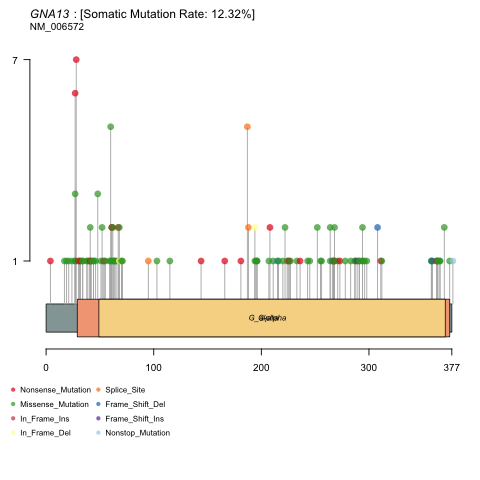 GNA13 : [Somatic Mutation Rate: 12.32%]
NM_006572
7
1
0
100
200
300
377
Nonsense_Mutation
Splice_Site
Missense_Mutation
Frame_Shift_Del
In_Frame_Ins
Frame_Shift_Ins
In_Frame_Del
Nonstop_Mutation